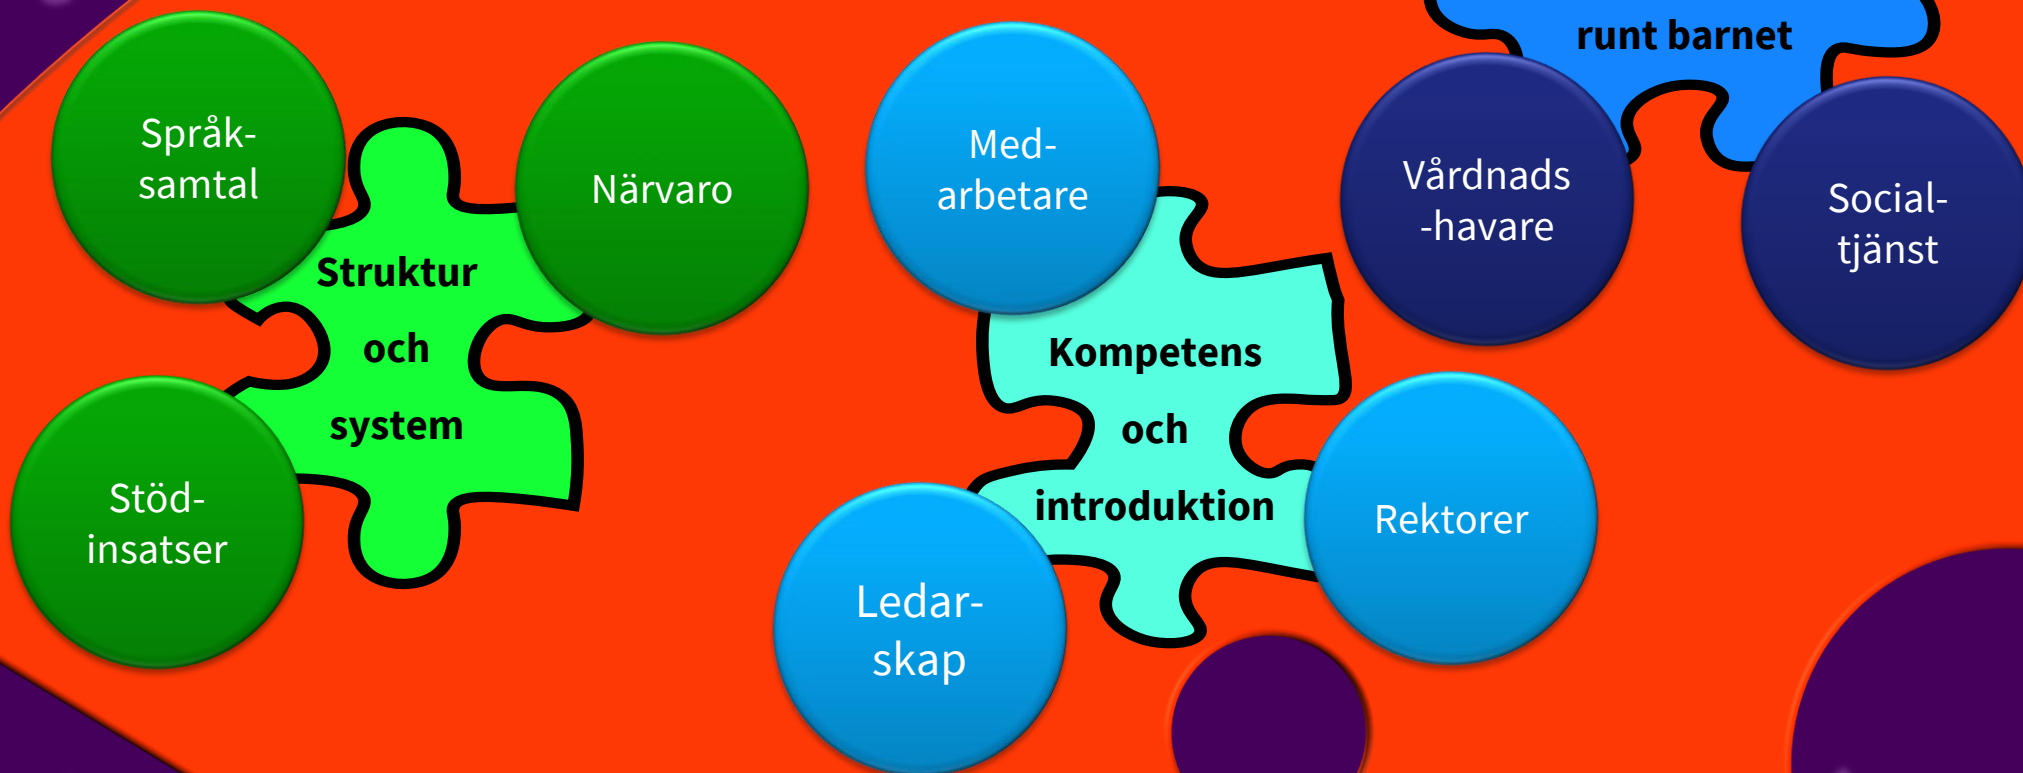 Språk-
samtal
Närvaro
Struktur
och
system
Stöd-
insatser
Med-
arbetare
Kompetens
och
introduktion
Ledar-
skap
Rektorer
runt barnet
Vårdnads
-havare
Social-
tjänst